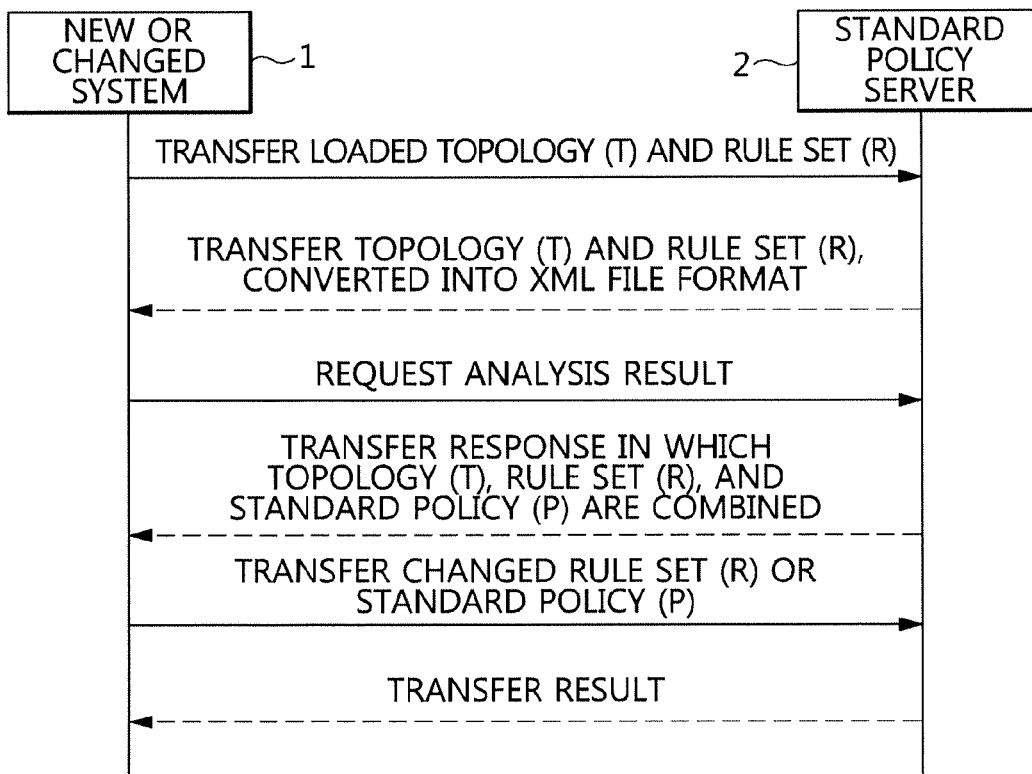 NEW OR
CHANGED
SYSTEM
1
STANDARD
POLICY
SERVER
2
TRANSFER LOADED TOPOLOGY (T) AND RULE SET (R)
TRANSFER TOPOLOGY (T) AND RULE SET (R),
CONVERTED INTO XML FILE FORMAT
REQUEST ANALYSIS RESULT
TRANSFER RESPONSE IN WHICH
TOPOLOGY (T), RULE SET (R), AND
STANDARD POLICY (P) ARE COMBINED
TRANSFER CHANGED RULE SET (R) OR
STANDARD POLICY (P)
TRANSFER RESULT